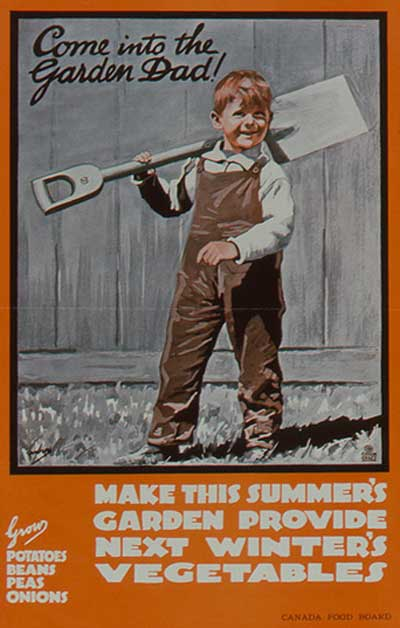 Come into the
Garden Dad!
MAKE THIS SUMMER'S
GARDEN PROVIDE
NEXT WINTER'S
VEGETABLES
Grow
POTATOES
BEANS
PEAS
ONIONS
CANADA FOOD BOARD